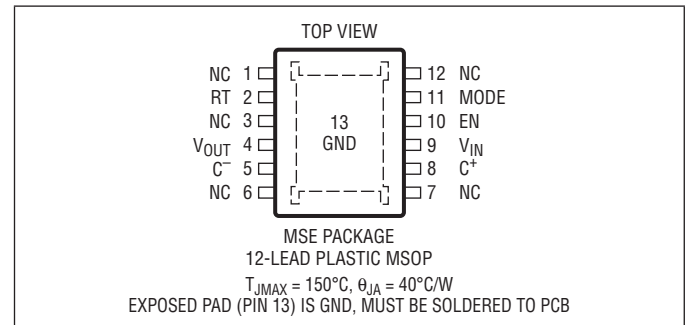 TOP VIEW
NC 1 12 NC
RT 2 11 MODE
NC 3 10 EN
13
GND
VOUT 4 9 VIN
C– 5 8 C+
NC 6 7 NC
MSE PACKAGE
12-LEAD PLASTIC MSOP
TJMAX = 150°C, θJA = 40°C/W
EXPOSED PAD (PIN 13) IS GND, MUST BE SOLDERED TO PCB